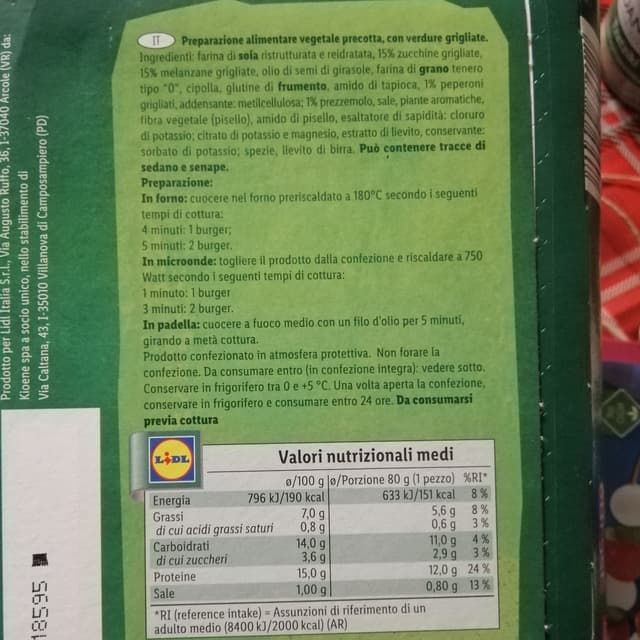 IT Preparazione alimentare vegetale precotta, con verdure grigliate.
Ingredienti: farina di soia ristrutturata e reidratata, 15% zucchine grigliate,
15% melanzane grigliate, olio di semi di girasole, farina di grano tenero
tipo "0", cipolla, glutine di frumento, amido di tapioca, 1% peperoni
grigliati, addensante: metilcellulosa; 1% prezzemolo, sale, piante aromatiche,
fibra vegetale (pisello), amido di pisello, esaltatore di sapidità: cloruro
di potassio; citrato di potassio e magnesio, estratto di lievito, conservante:
sorbato di potassio; spezie, lievito di birra. Può contenere tracce di
sedano e senape.
Preparazione:
In forno: cuocere nel forno preriscaldato a 180°C secondo i seguenti
tempi di cottura:
4 minuti: 1 burger;
5 minuti: 2 burger.
In microonde: togliere il prodotto dalla confezione e riscaldare a 750
Watt secondo i seguenti tempi di cottura:
1 minuto: 1 burger
3 minuti: 2 burger.
In padella: cuocere a fuoco medio con un filo d'olio per 5 minuti,
girando a metà cottura.
Prodotto confezionato in atmosfera protettiva. Non forare la
confezione. Da consumare entro (in confezione integra): vedere sotto.
Conservare in frigorifero tra 0 e +5 °C. Una volta aperta la confezione,
conservare in frigorifero e consumare entro 24 ore. Da consumarsi
previa cottura
LIDL
Valori nutrizionali medi
ø/100 g ø/Porzione 80 g (1 pezzo) %RI*
Energia 796 kJ/190 kcal 633 kJ/151 kcal 8 %
Grassi 7,0 g 5,6 g 8 %
di cui acidi grassi saturi 0,8 g 0,6 g 3 %
Carboidrati 14,0 g 11,0 g 4 %
di cui zuccheri 3,6 g 2,9 g 3 %
Proteine 15,0 g 12,0 g 24 %
Sale 1,00 g 0,80 g 13 %
*RI (reference intake) = Assunzioni di riferimento di un
adulto medio (8400 kJ/2000 kcal) (AR)
Prodotto per Lidl Italia S.r.l., Via Augusto Ruffo, 36, I-37040 Arcole (VR) da:
Kioene spa a socio unico, nello stabilimento di
Via Caltana, 43, I-35010 Villanova di Camposampiero (PD)
18595